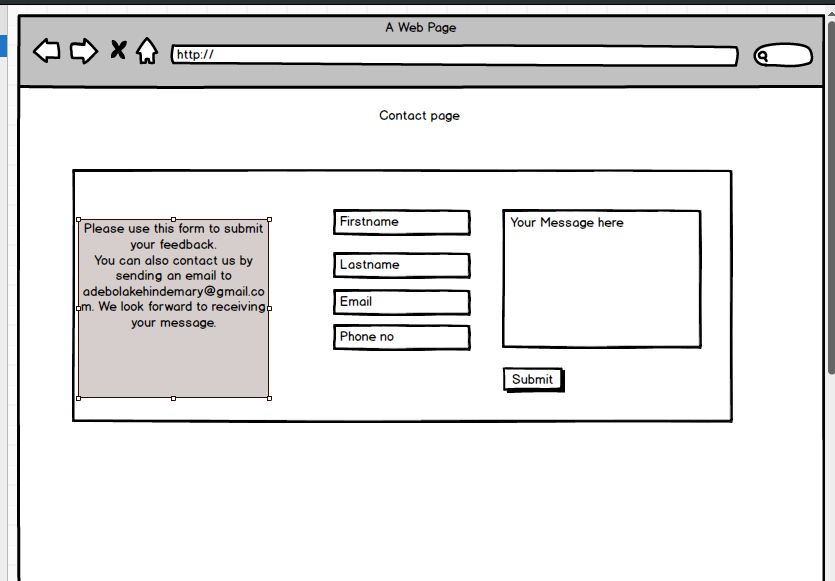 A Web Page
http://
Contact page
Please use this form to submit
your feedback.
You can also contact us by
sending an email to
adebolakehindemary@gmail.co
m. We look forward to receiving
your message.
Firstname
Lastname
Email
Phone no
Your Message here
Submit